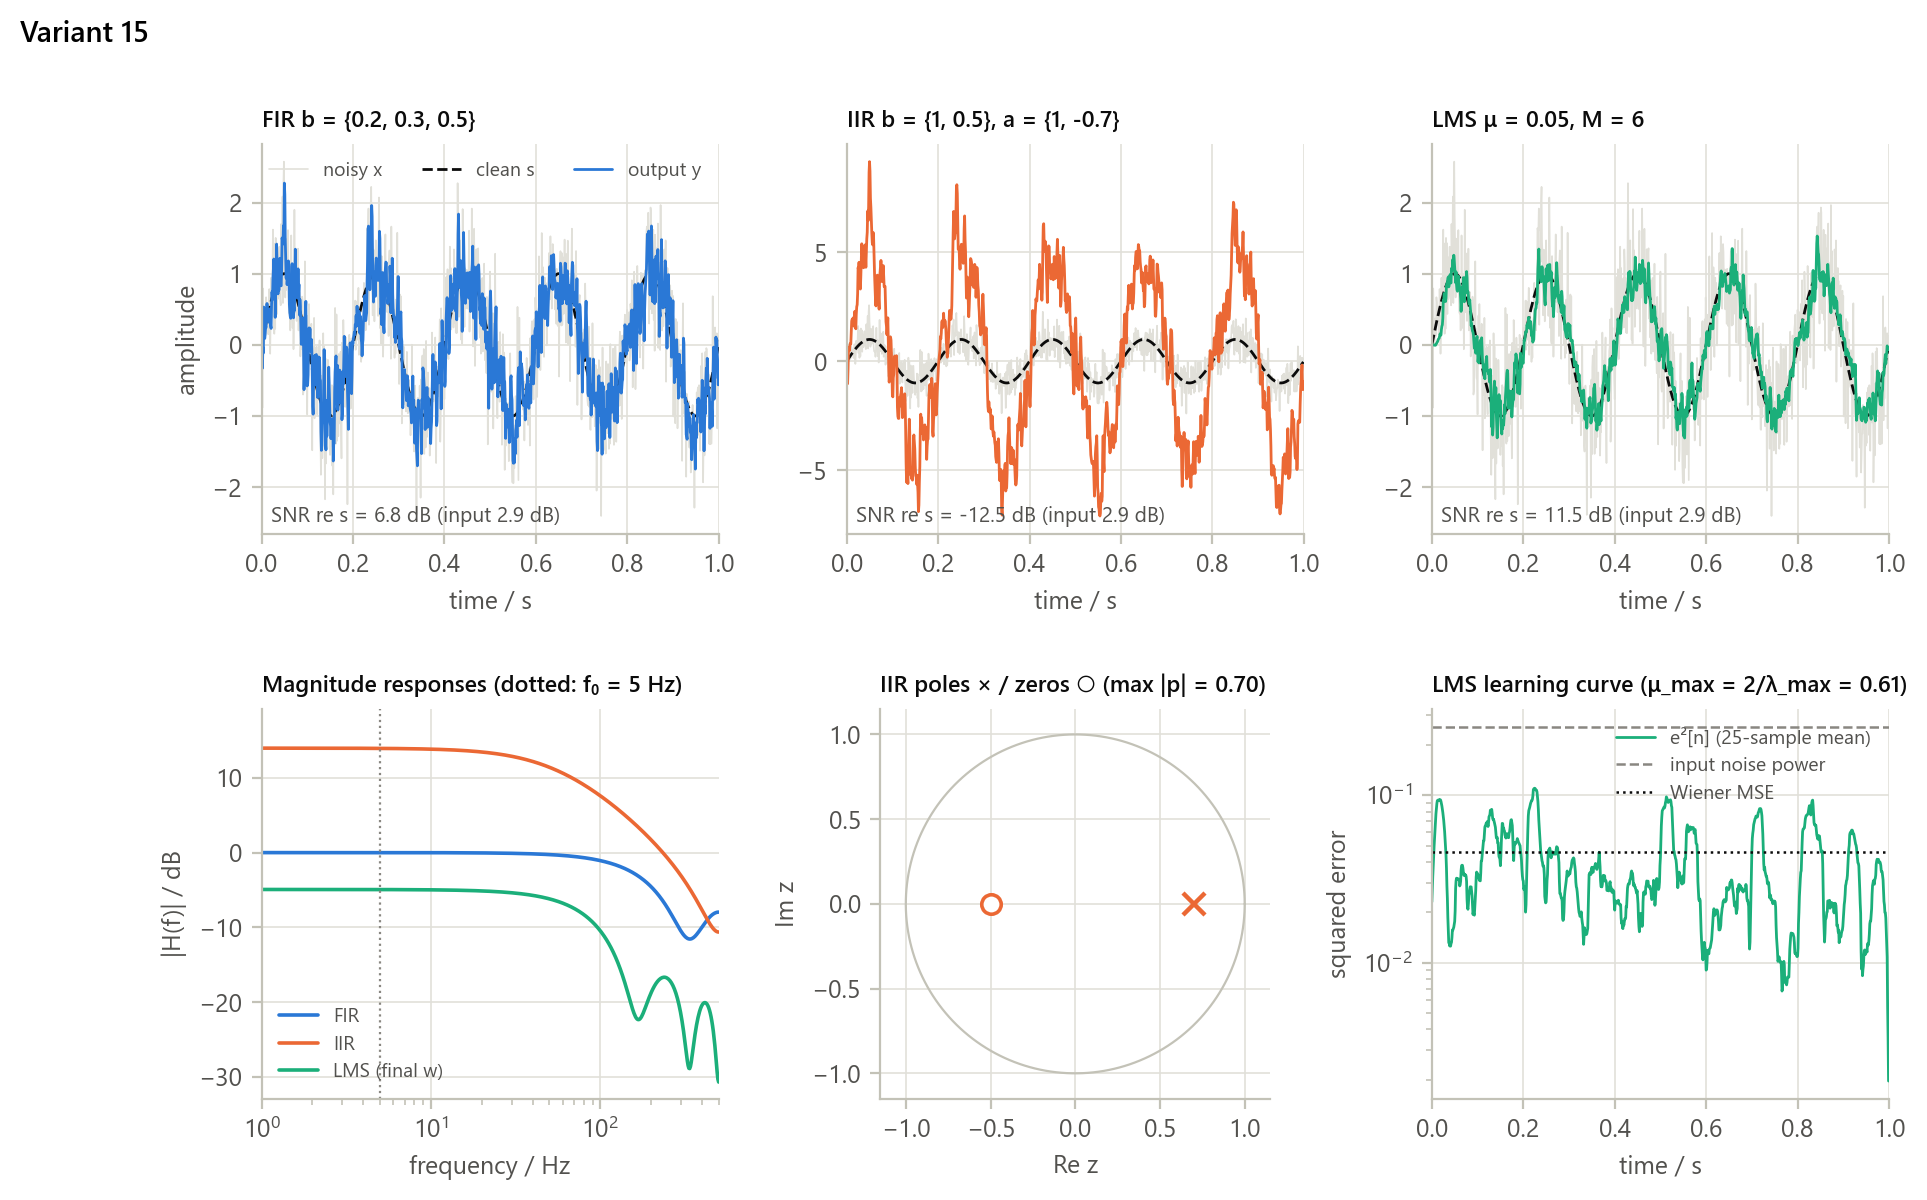 Variant 15
FIR b = {0.2, 0.3, 0.5}
noisy x
clean s
output y
2
1
0
−1
−2
amplitude
SNR re s = 6.8 dB (input 2.9 dB)
0.0 0.2 0.4 0.6 0.8 1.0
time / s
IIR b = {1, 0.5}, a = {1, -0.7}
5
0
−5
SNR re s = -12.5 dB (input 2.9 dB)
0.0 0.2 0.4 0.6 0.8 1.0
time / s
LMS μ = 0.05, M = 6
2
1
0
−1
−2
SNR re s = 11.5 dB (input 2.9 dB)
0.0 0.2 0.4 0.6 0.8 1.0
time / s
Magnitude responses (dotted: f₀ = 5 Hz)
10
0
−10
−20
−30
|H(f)| / dB
FIR
IIR
LMS (final w)
10⁰ 10¹ 10²
frequency / Hz
IIR poles × / zeros ○ (max |p| = 0.70)
1.0
0.5
0.0
−0.5
−1.0
Im z
−1.0 −0.5 0.0 0.5 1.0
Re z
LMS learning curve (μ_max = 2/λ_max = 0.61)
e²[n] (25-sample mean)
input noise power
Wiener MSE
10⁻¹
10⁻²
squared error
0.0 0.2 0.4 0.6 0.8 1.0
time / s